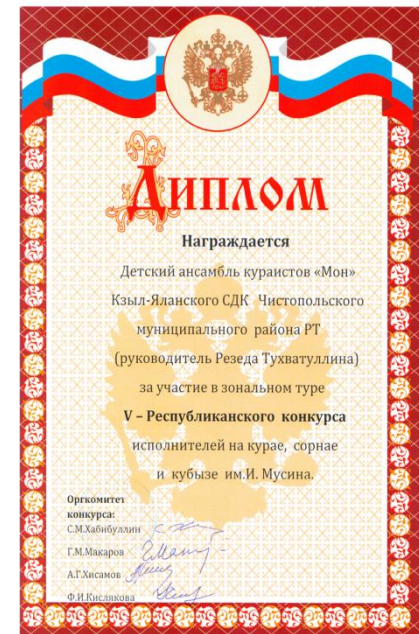 Диплом
Награждается
Детский ансамбль кураистов «Мон»
Кзыл-Яланского СДК Чистопольского
муниципального района РТ
(руководитель Резеда Тухватуллина)
за участие в зональном туре
V – Республиканского конкурса
исполнителей на курае, сорнае
и кубызе им.И. Мусина.
Оргкомитет
конкурса:
С.М.Хабибуллин
Г.М.Макаров
А.Г.Хисамов
Ф.И.Кислякова